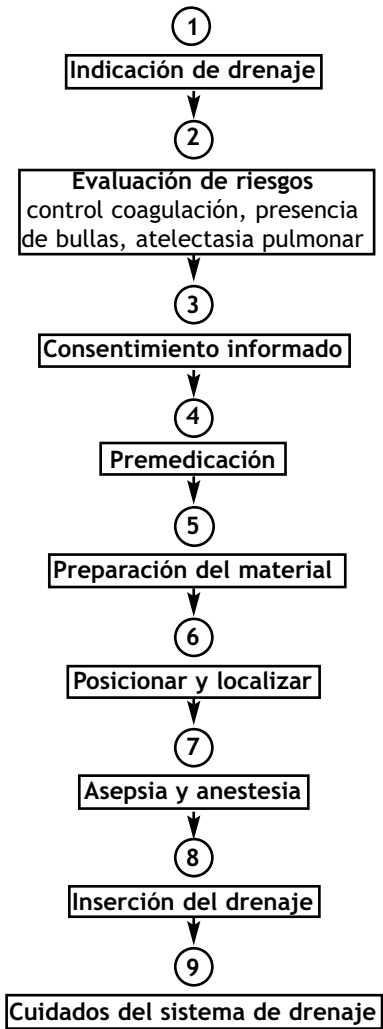 1
Indicación de drenaje
2
Evaluación de riesgos
control coagulación, presencia
de bullas, atelectasia pulmonar
3
Consentimiento informado
4
Premedicación
5
Preparación del material
6
Posicionar y localizar
7
Asepsia y anestesia
8
Inserción del drenaje
9
Cuidados del sistema de drenaje